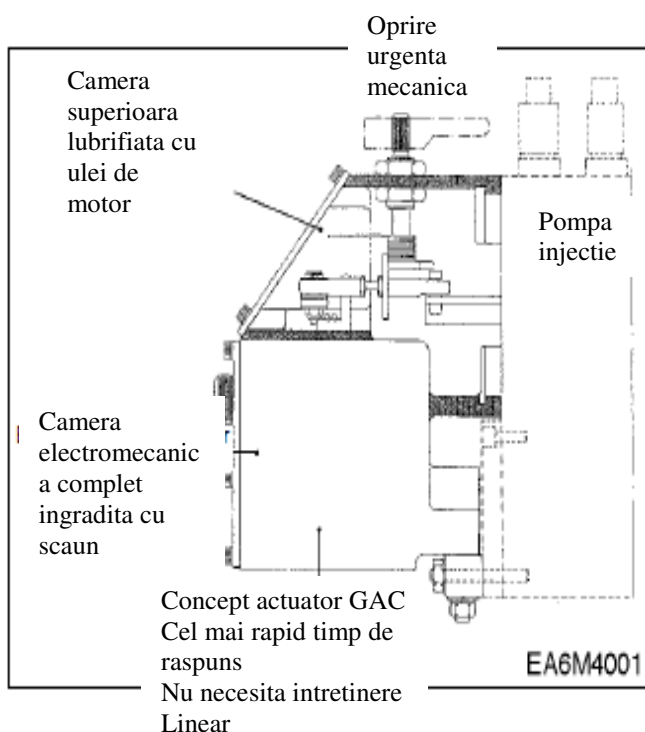 Oprire
urgenta
mecanica
Camera
superioara
lubrifiata cu
ulei de
motor
Pompa
injectie
Camera
electromecanic
a complet
ingradita cu
scaun
Concept actuator GAC
Cel mai rapid timp de
raspuns
Nu necesita intretinere
Linear
EA6M4001